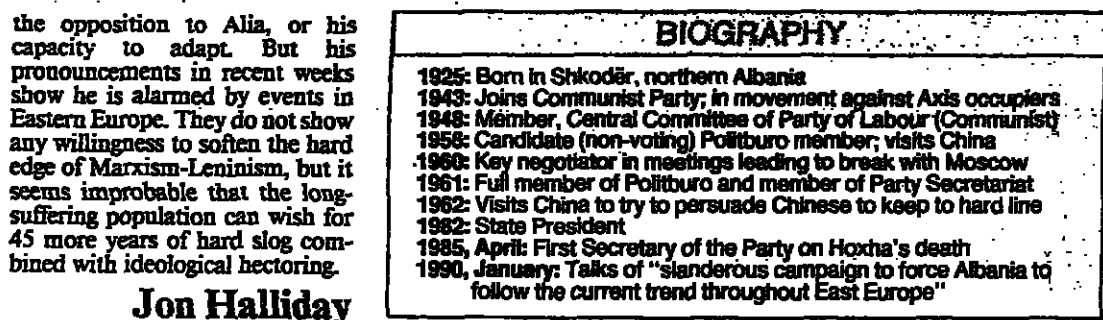 the opposition to Alia, or his
capacity to adapt. But his
pronouncements in recent weeks
show he is alarmed by events in
Eastern Europe. They do not show
any willingness to soften the hard
edge of Marxism-Leninism, but it
seems improbable that the long-
suffering population can wish for
45 more years of hard slog com-
bined with ideological hectoring.
Jon Halliday
BIOGRAPHY
1925: Born in Shkodër, northern Albania
1943: Joins Communist Party; in movement against Axis occupiers
1948: Member, Central Committee of Party of Labour (Communist)
1956: Candidate (non-voting) Politburo member; visits China
1960: Key negotiator in meetings leading to break with Moscow
1961: Full member of Politburo and member of Party Secretariat
1962: Visits China to try to persuade Chinese to keep to hard line
1982: State President
1985, April: First Secretary of the Party on Hoxha's death
1990, January: Talks of "slanderous campaign to force Albania to
follow the current trend throughout East Europe"